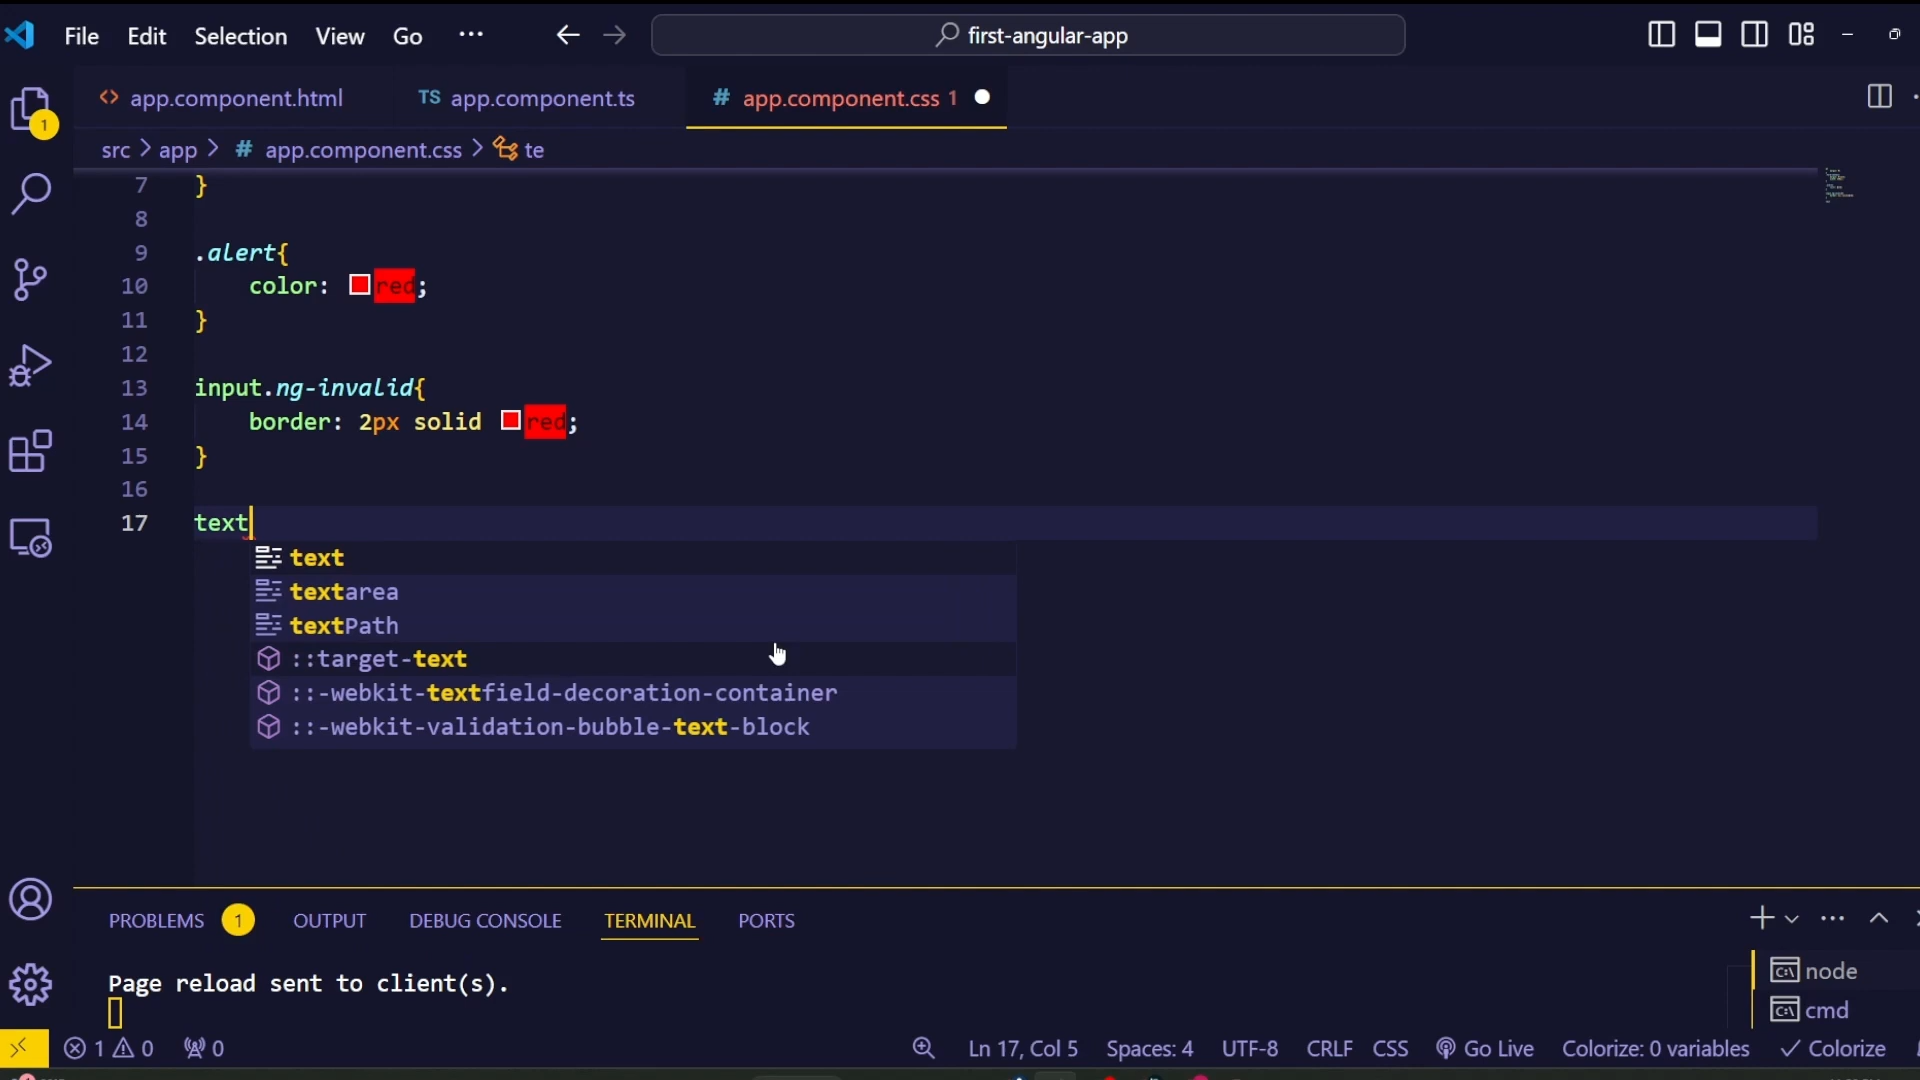 File Edit Selection View Go ··· first-angular-app
1
<> app.component.html TS app.component.ts # app.component.css 1
src > app > # app.component.css > te
7 }
8
9 .alert{
10 color: red;
11 }
12
13 input.ng-invalid{
14 border: 2px solid red;
15 }
16
17 text
text
textarea
textPath
::target-text
::-webkit-textfield-decoration-container
::-webkit-validation-bubble-text-block
PROBLEMS 1 OUTPUT DEBUG CONSOLE TERMINAL PORTS
Page reload sent to client(s).
node
cmd
1 0 0 Ln 17, Col 5 Spaces: 4 UTF-8 CRLF CSS Go Live Colorize: 0 variables Colorize